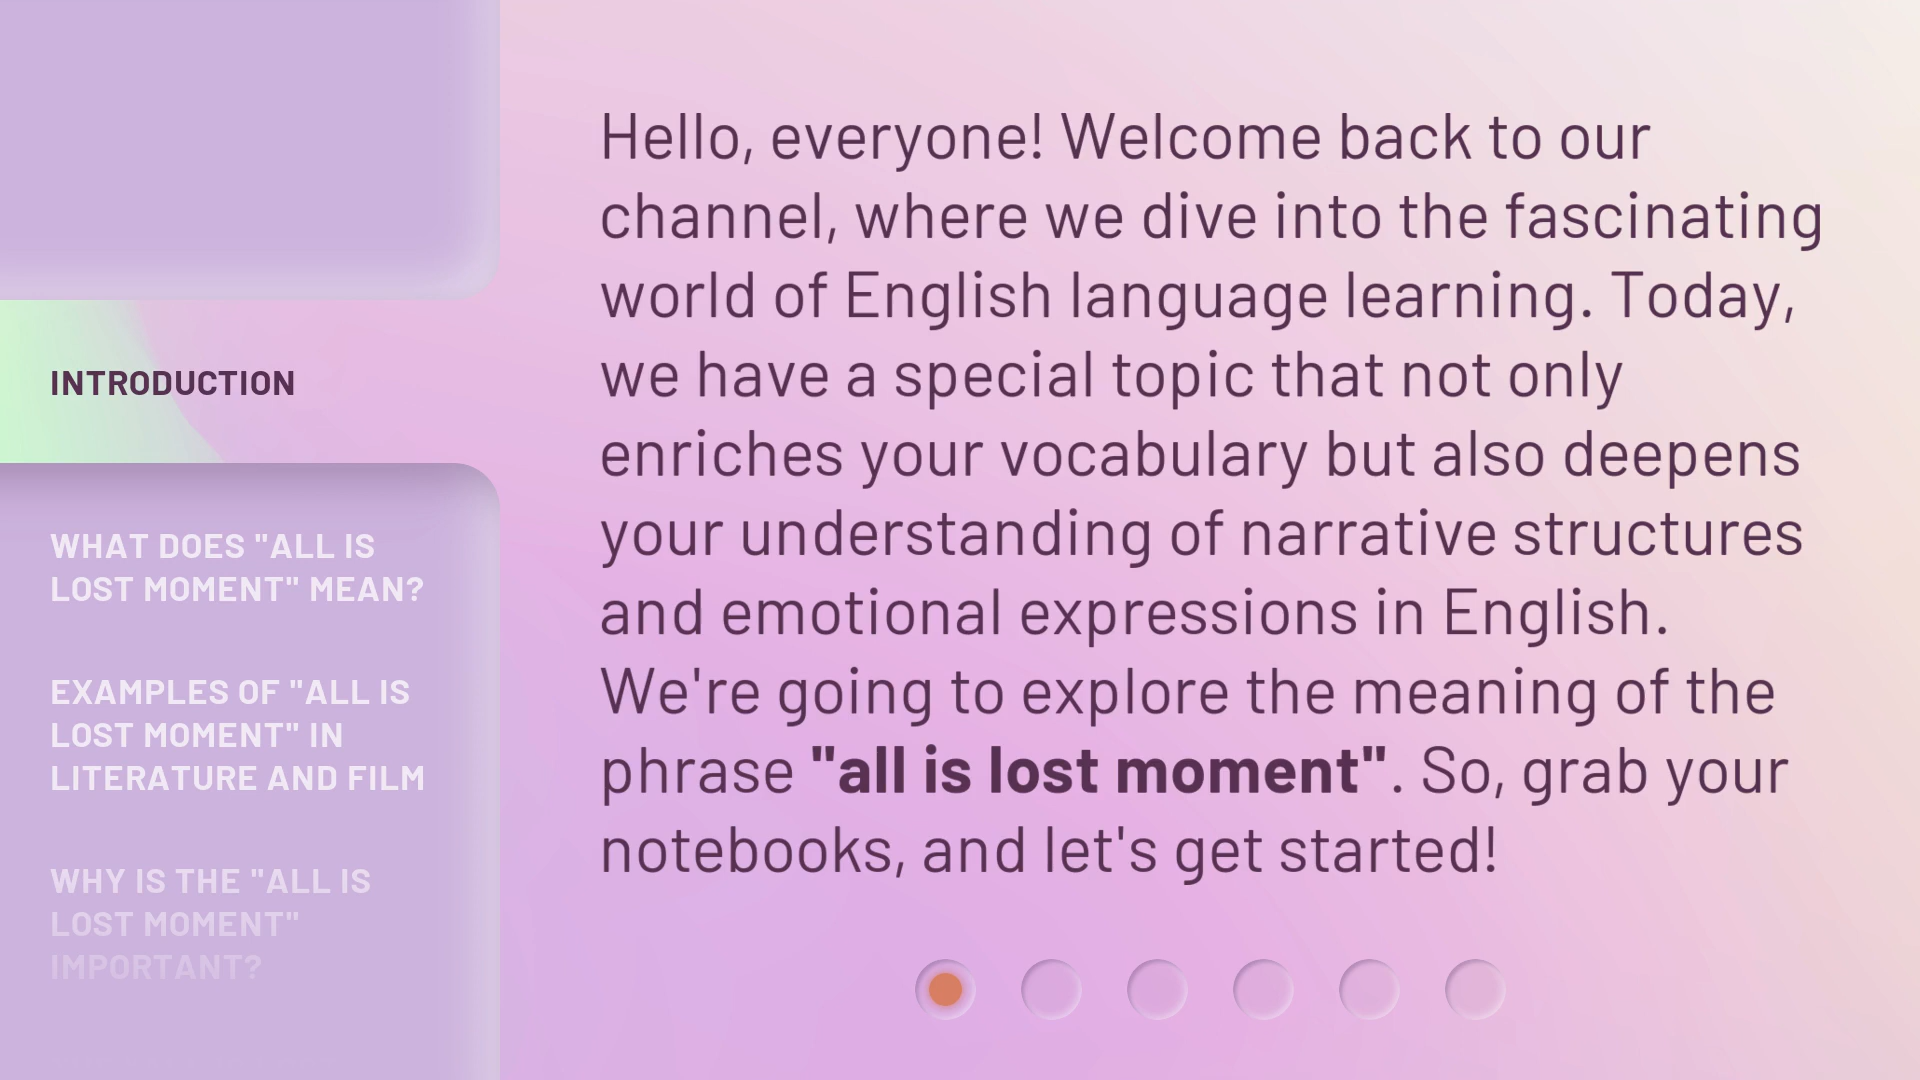 INTRODUCTION
WHAT DOES "ALL IS
LOST MOMENT" MEAN?
EXAMPLES OF "ALL IS
LOST MOMENT" IN
LITERATURE AND FILM
WHY IS THE "ALL IS
LOST MOMENT"
IMPORTANT?
Hello, everyone! Welcome back to our
channel, where we dive into the fascinating
world of English language learning. Today,
we have a special topic that not only
enriches your vocabulary but also deepens
your understanding of narrative structures
and emotional expressions in English.
We're going to explore the meaning of the
phrase "all is lost moment". So, grab your
notebooks, and let's get started!